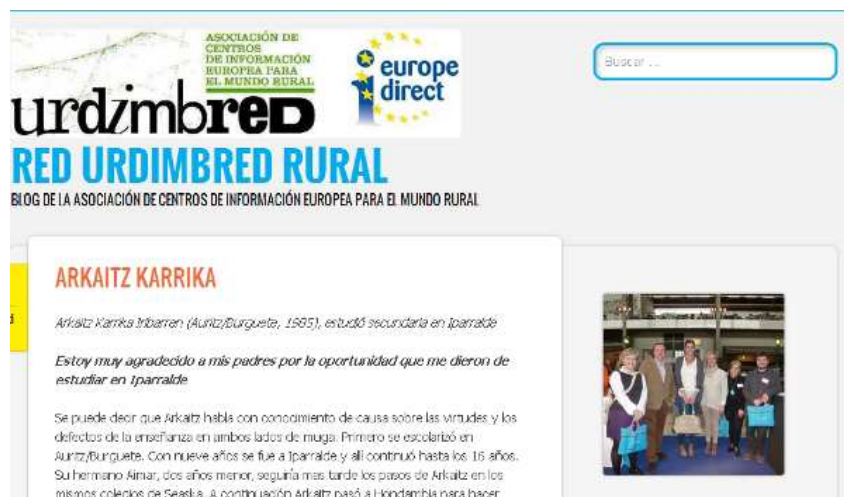 ASOCIACIÓN DE
CENTROS
DE INFORMACIÓN
EUROPEA PARA
EL MUNDO RURAL
urdimbred
europe
direct
Buscar ...
RED URDIMBRED RURAL
BLOG DE LA ASOCIACIÓN DE CENTROS DE INFORMACIÓN EUROPEA PARA EL MUNDO RURAL
ARKAITZ KARRIKA
Arkaitz Karrika Iribarren (Auritz/Burguete, 1985), estudió secundaria en Iparralde
Estoy muy agradecido a mis padres por la oportunidad que me dieron de
estudiar en Iparralde
Se puede decir que Arkaitz habla con conocimiento de causa sobre las virtudes y los
defectos de la enseñanza en ambos lados de muga. Primero se escolarizó en
Auritz/Burguete. Con nueve años se fue a Iparralde y allí continuó hasta los 16 años.
Su hermano Aimar, dos años menor, seguiría mas tarde los pasos de Arkaitz en los
mismos colegios de Seaska. A continuación Arkaitz pasó a Hondarribia para hacer